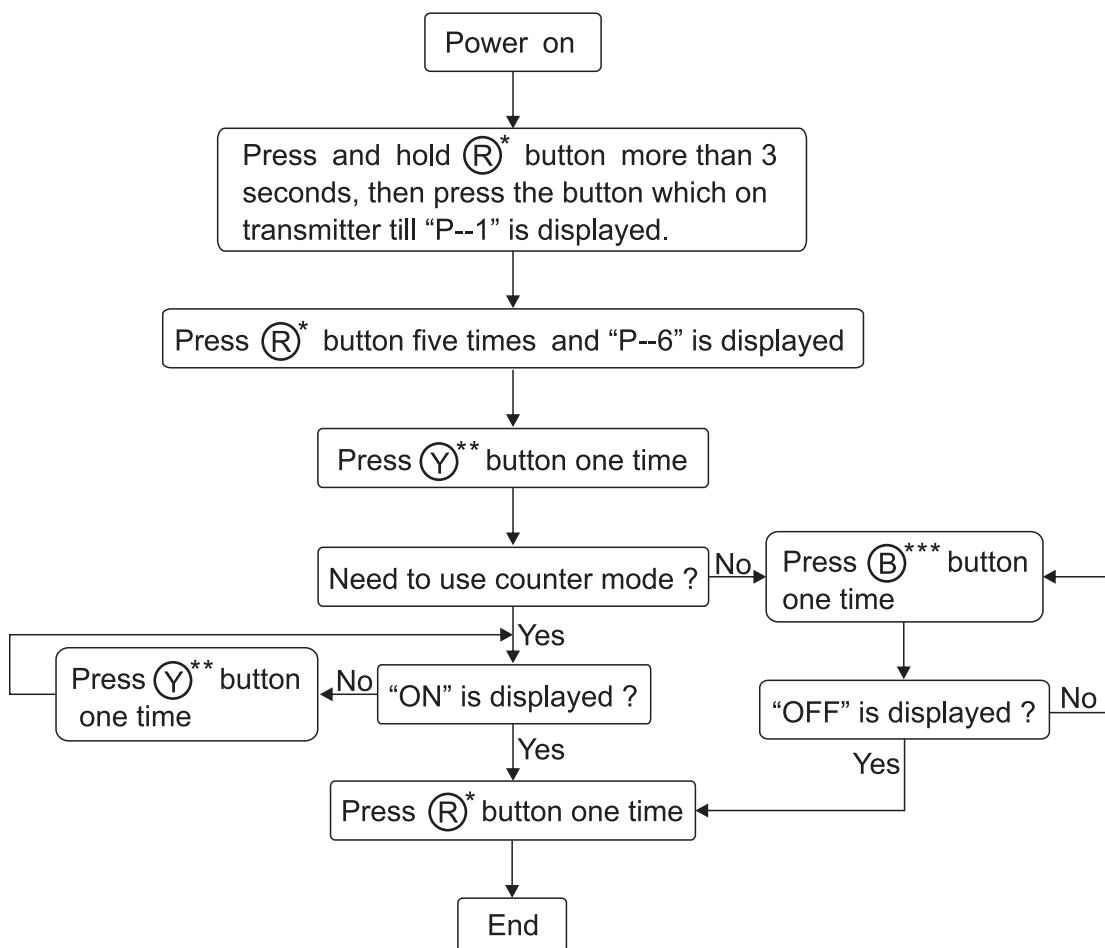 Power on
Press and hold Ⓡ* button more than 3
seconds, then press the button which on
transmitter till “P--1” is displayed.
Press Ⓡ* button five times and “P--6” is displayed
Press Ⓨ** button one time
Need to use counter mode ?
No
Press Ⓑ*** button
one time
Yes
Press Ⓨ** button
one time
No
“ON” is displayed ?
“OFF” is displayed ?
No
Yes
Yes
Press Ⓡ* button one time
End